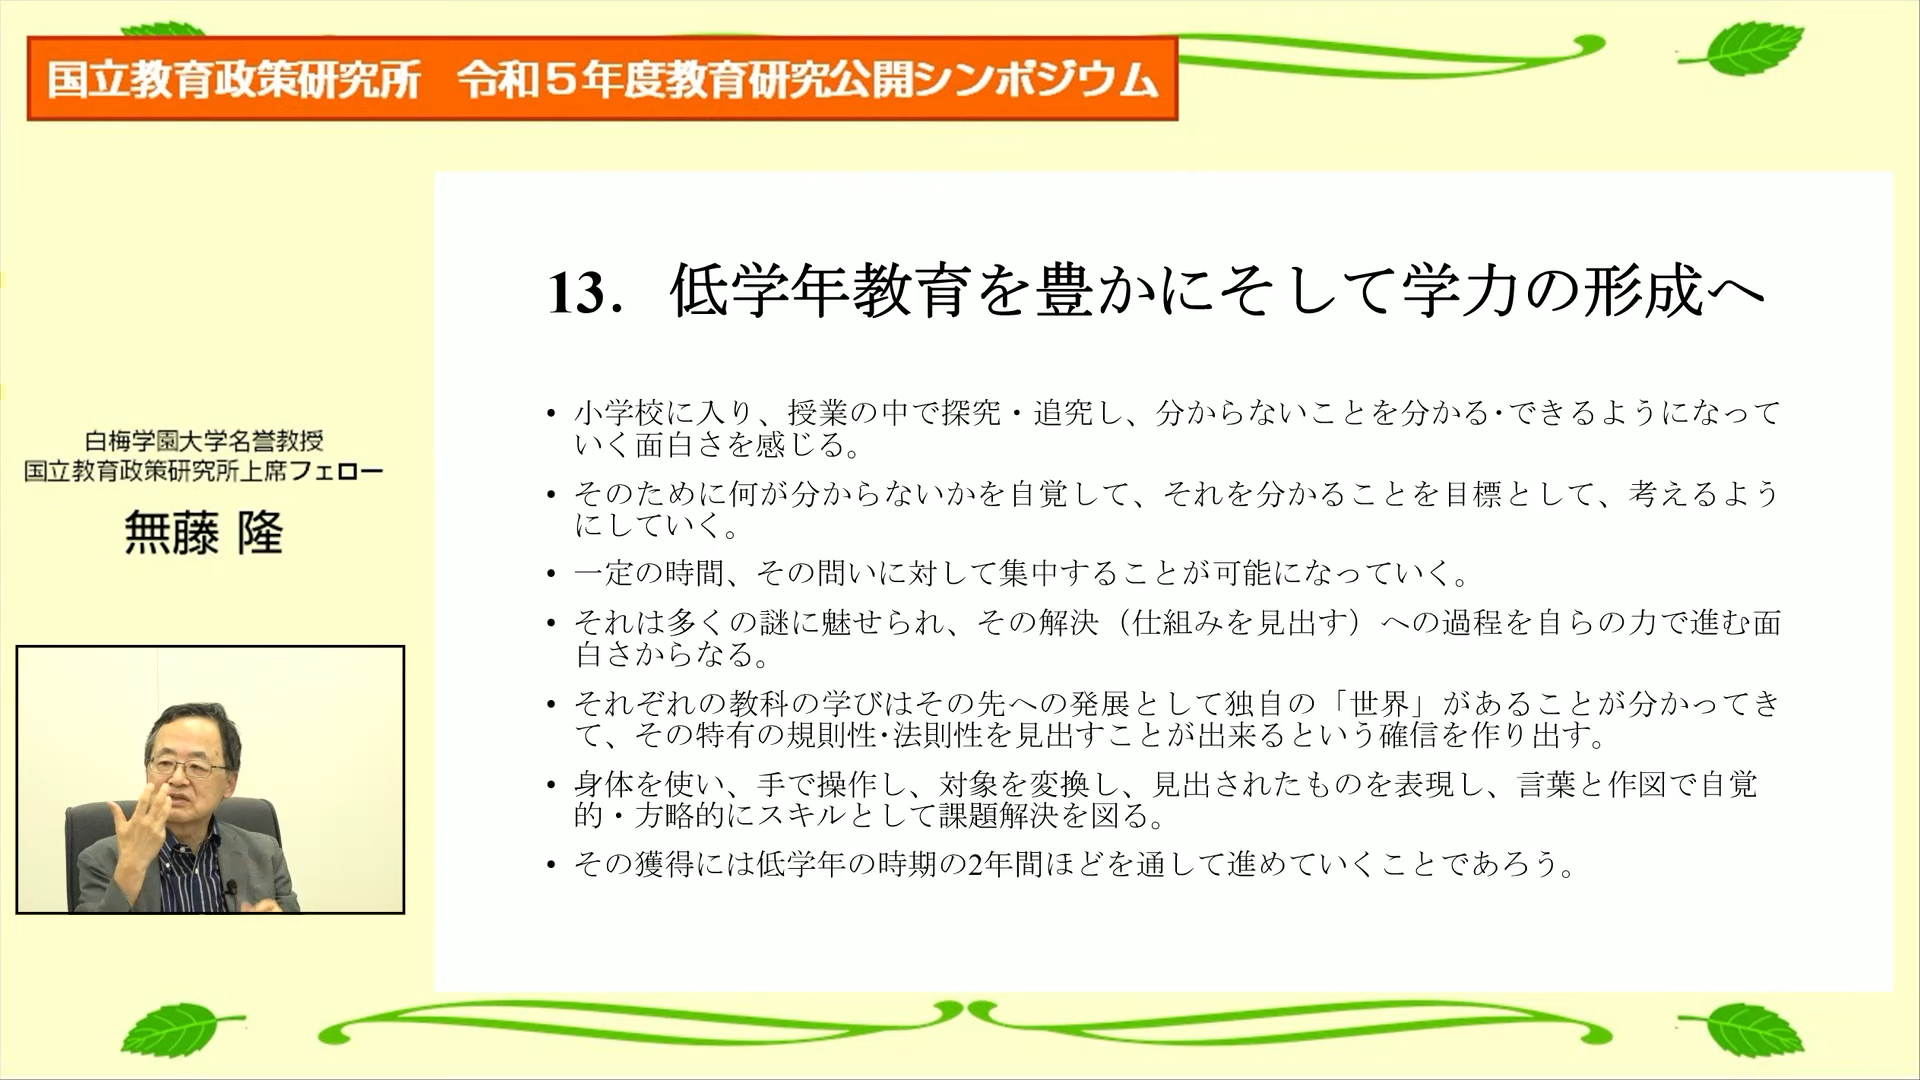 国立教育政策研究所　令和５年度教育研究公開シンポジウム
13．低学年教育を豊かにそして学力の形成へ
• 小学校に入り、授業の中で探究・追究し、分からないことを分かる･できるようになって
いく面白さを感じる。
• そのために何が分からないかを自覚して、それを分かることを目標として、考えるよう
にしていく。
• 一定の時間、その問いに対して集中することが可能になっていく。
• それは多くの謎に魅せられ、その解決（仕組みを見出す）への過程を自らの力で進む面
白さからなる。
• それぞれの教科の学びはその先への発展として独自の「世界」があることが分かってき
て、その特有の規則性･法則性を見出すことが出来るという確信を作り出す。
• 身体を使い、手で操作し、対象を変換し、見出されたものを表現し、言葉と作図で自覚
的・方略的にスキルとして課題解決を図る。
• その獲得には低学年の時期の2年間ほどを通して進めていくことであろう。
白梅学園大学名誉教授
国立教育政策研究所上席フェロー
無藤 隆